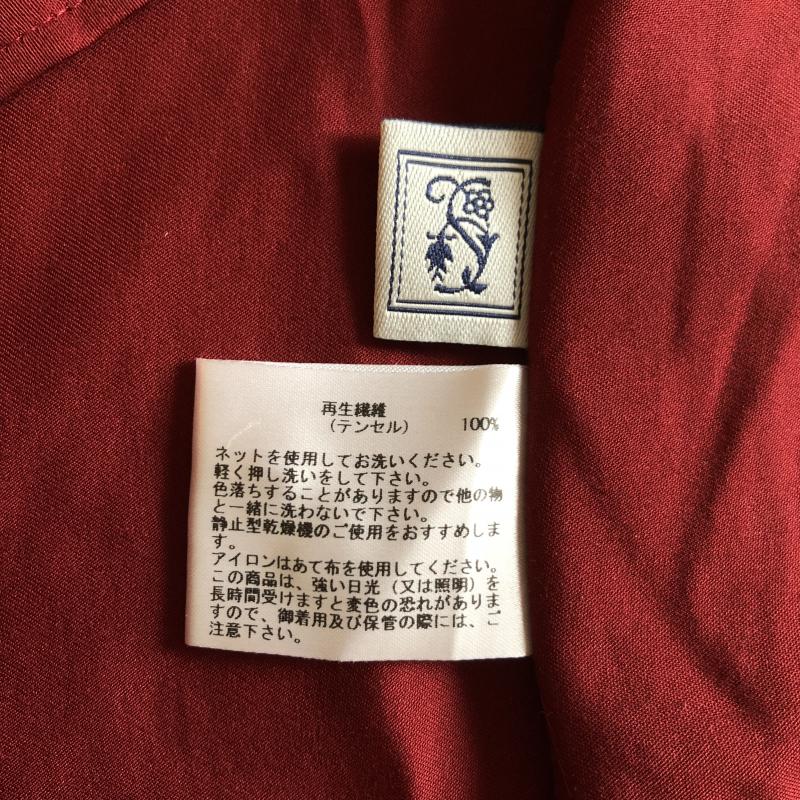 再生繊維
（テンセル） 100%
ネットを使用してお洗いください。
軽く押し洗いをして下さい。
色落ちすることがありますので他の物
と一緒に洗わないで下さい。
静止型乾燥機のご使用をおすすめしま
す。
アイロンはあて布を使用してください。
この商品は、強い日光（又は照明）を
長時間受けますと変色の恐れがありま
すので、御着用及び保管の際には、ご
注意下さい。